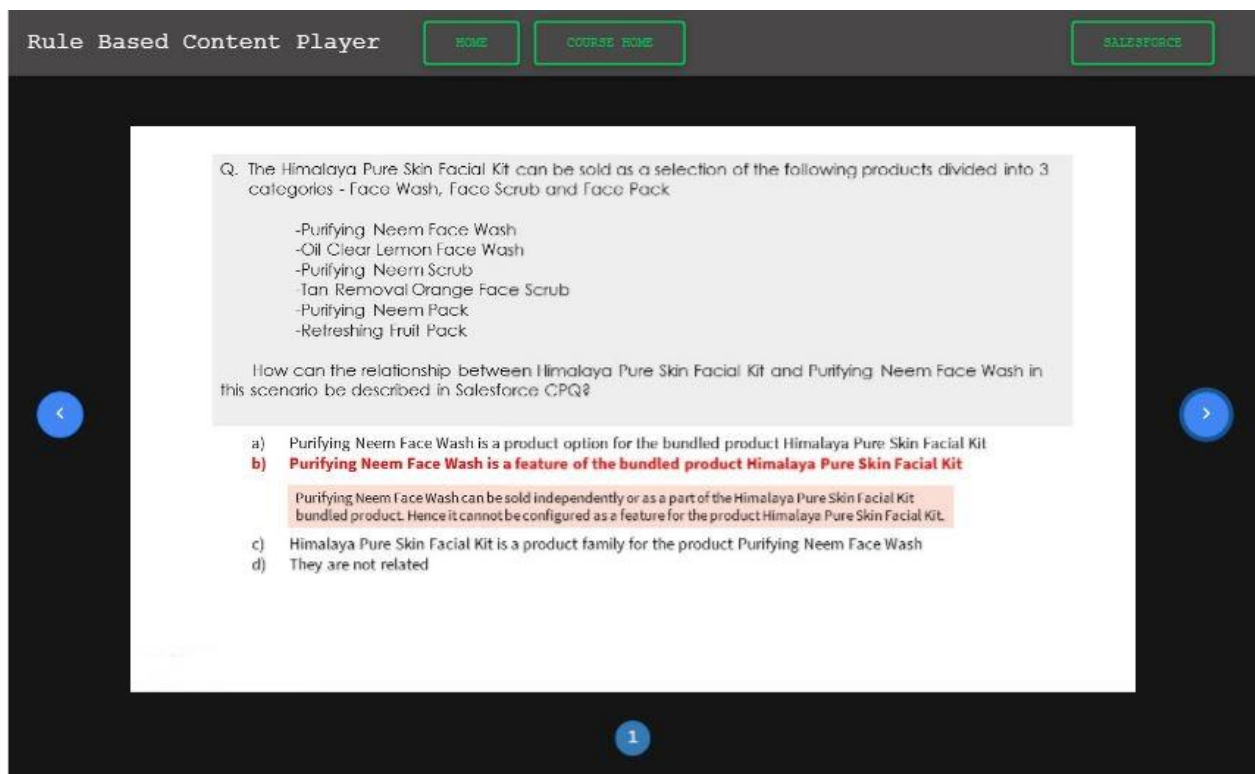 Rule Based Content Player
HOME
COURSE HOME
SALESFORCE
Q. The Himalaya Pure Skin Facial Kit can be sold as a selection of the following products divided into 3
categories - Face Wash, Face Scrub and Face Pack
-Purifying Neem Face Wash
-Oil Clear Lemon Face Wash
-Purifying Neem Scrub
-Tan Removal Orange Face Scrub
-Purifying Neem Pack
-Refreshing Fruit Pack
How can the relationship between Himalaya Pure Skin Facial Kit and Purifying Neem Face Wash in
this scenario be described in Salesforce CPQ?
a) Purifying Neem Face Wash is a product option for the bundled product Himalaya Pure Skin Facial Kit
b) Purifying Neem Face Wash is a feature of the bundled product Himalaya Pure Skin Facial Kit
Purifying Neem Face Wash can be sold independently or as a part of the Himalaya Pure Skin Facial Kit
bundled product. Hence it cannot be configured as a feature for the product Himalaya Pure Skin Facial Kit.
c) Himalaya Pure Skin Facial Kit is a product family for the product Purifying Neem Face Wash
d) They are not related
1